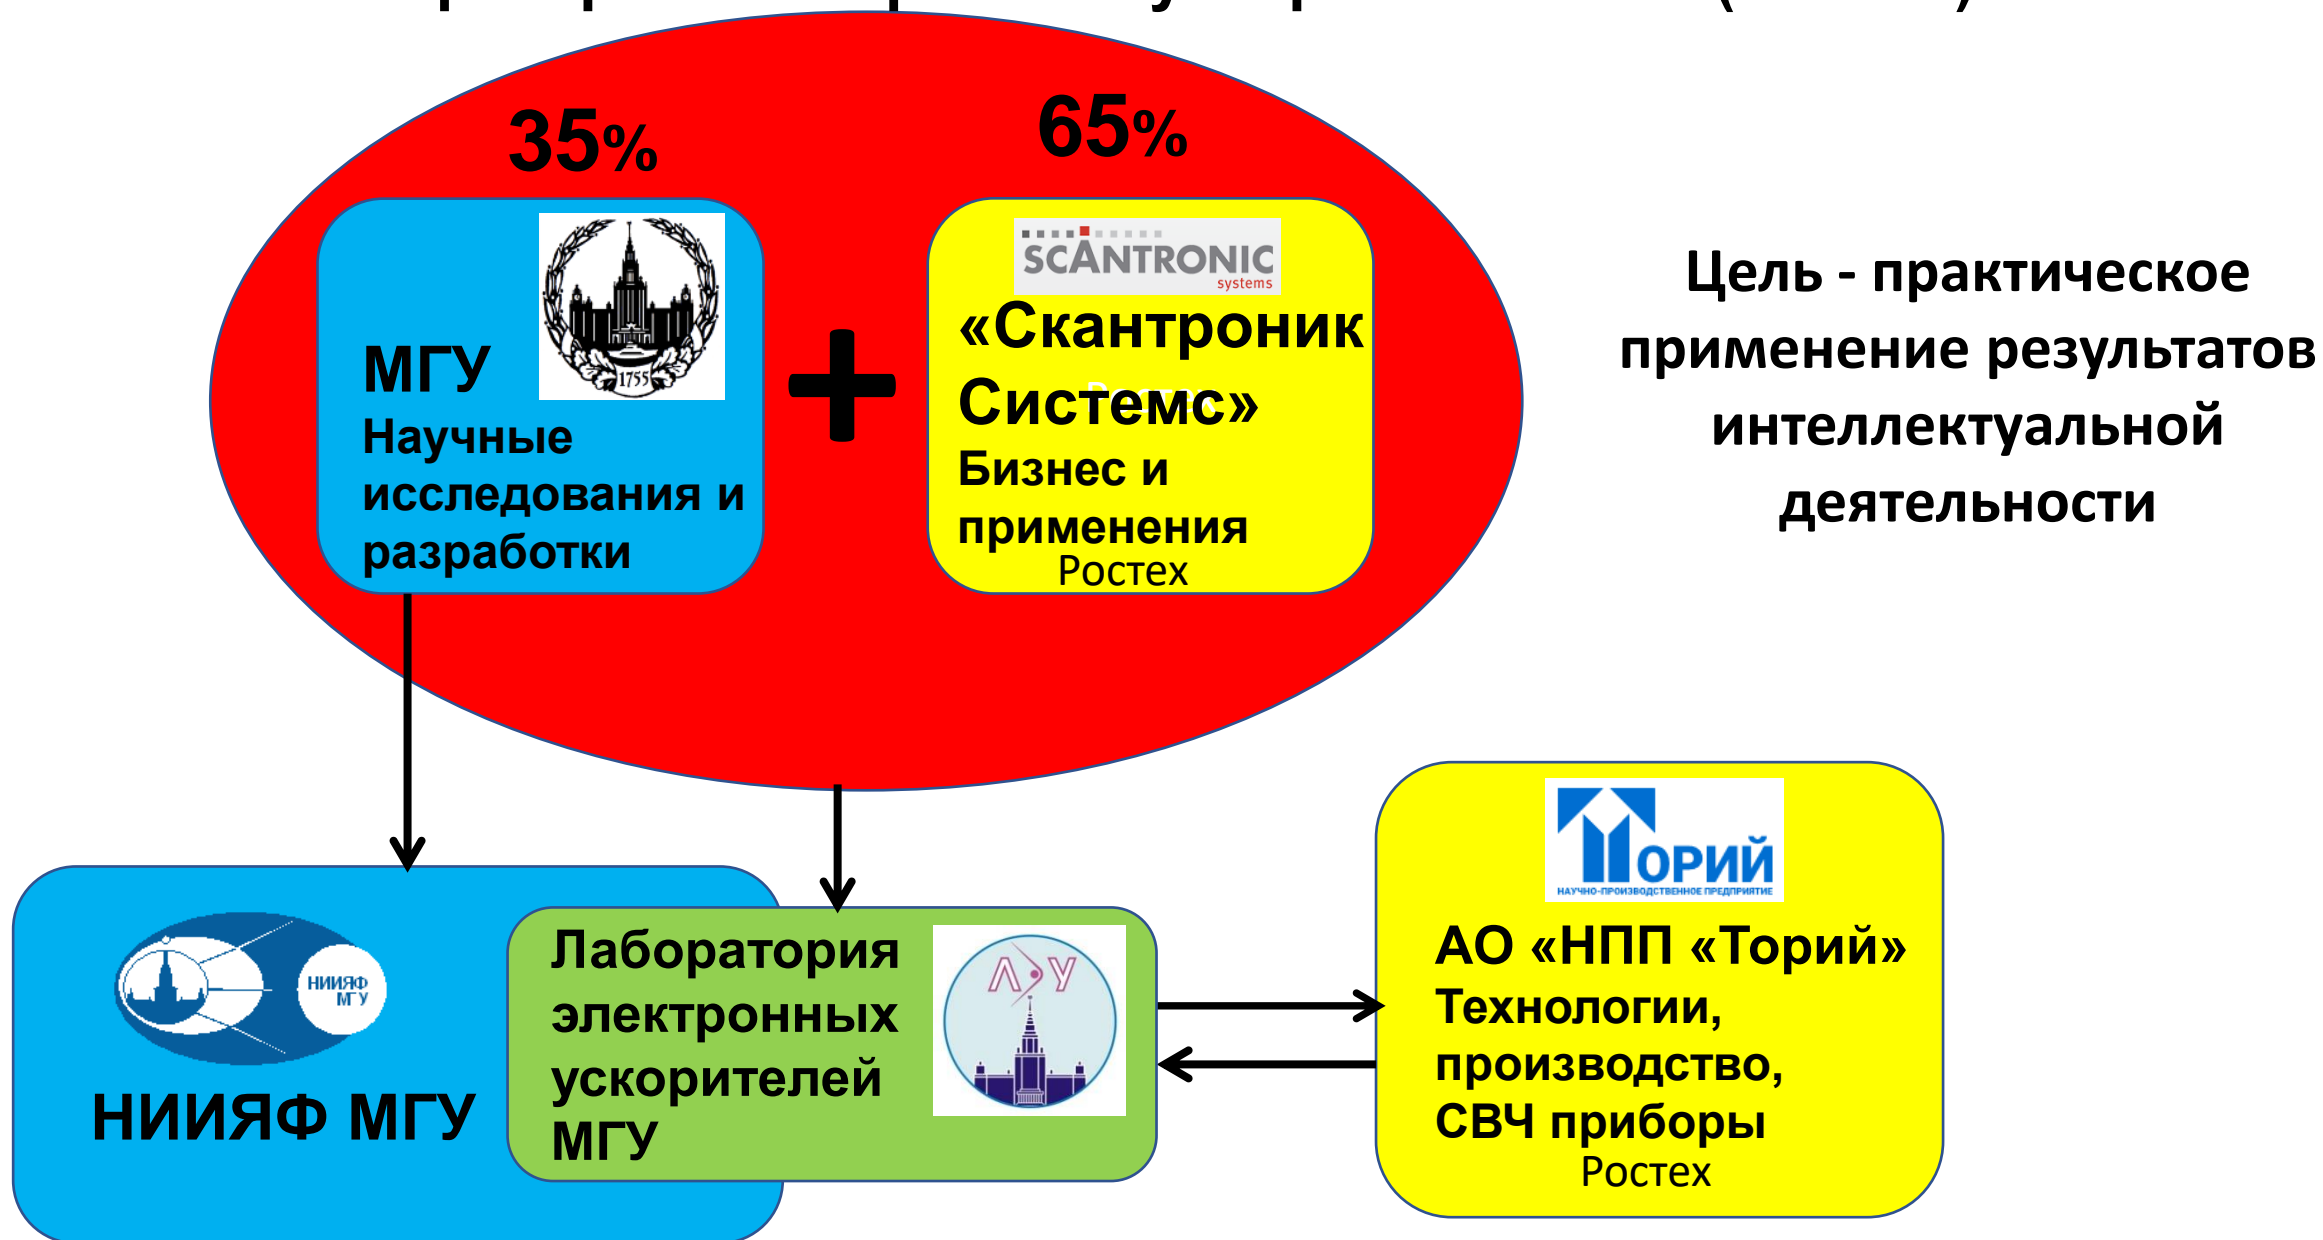 35%
65%
МГУ
Научные
исследования и
разработки
1755
SCANTRONIC
systems
«Скантроник
Системс»
Бизнес и
применения
Ростех
Цель - практическое
применение результатов
интеллектуальной
деятельности
НИИЯФ
МГУ
НИИЯФ МГУ
Лаборатория
электронных
ускорителей
МГУ
ЛЭУ
ТОРИЙ
НАУЧНО-ПРОИЗВОДСТВЕННОЕ ПРЕДПРИЯТИЕ
АО «НПП «Торий»
Технологии,
производство,
СВЧ приборы
Ростех